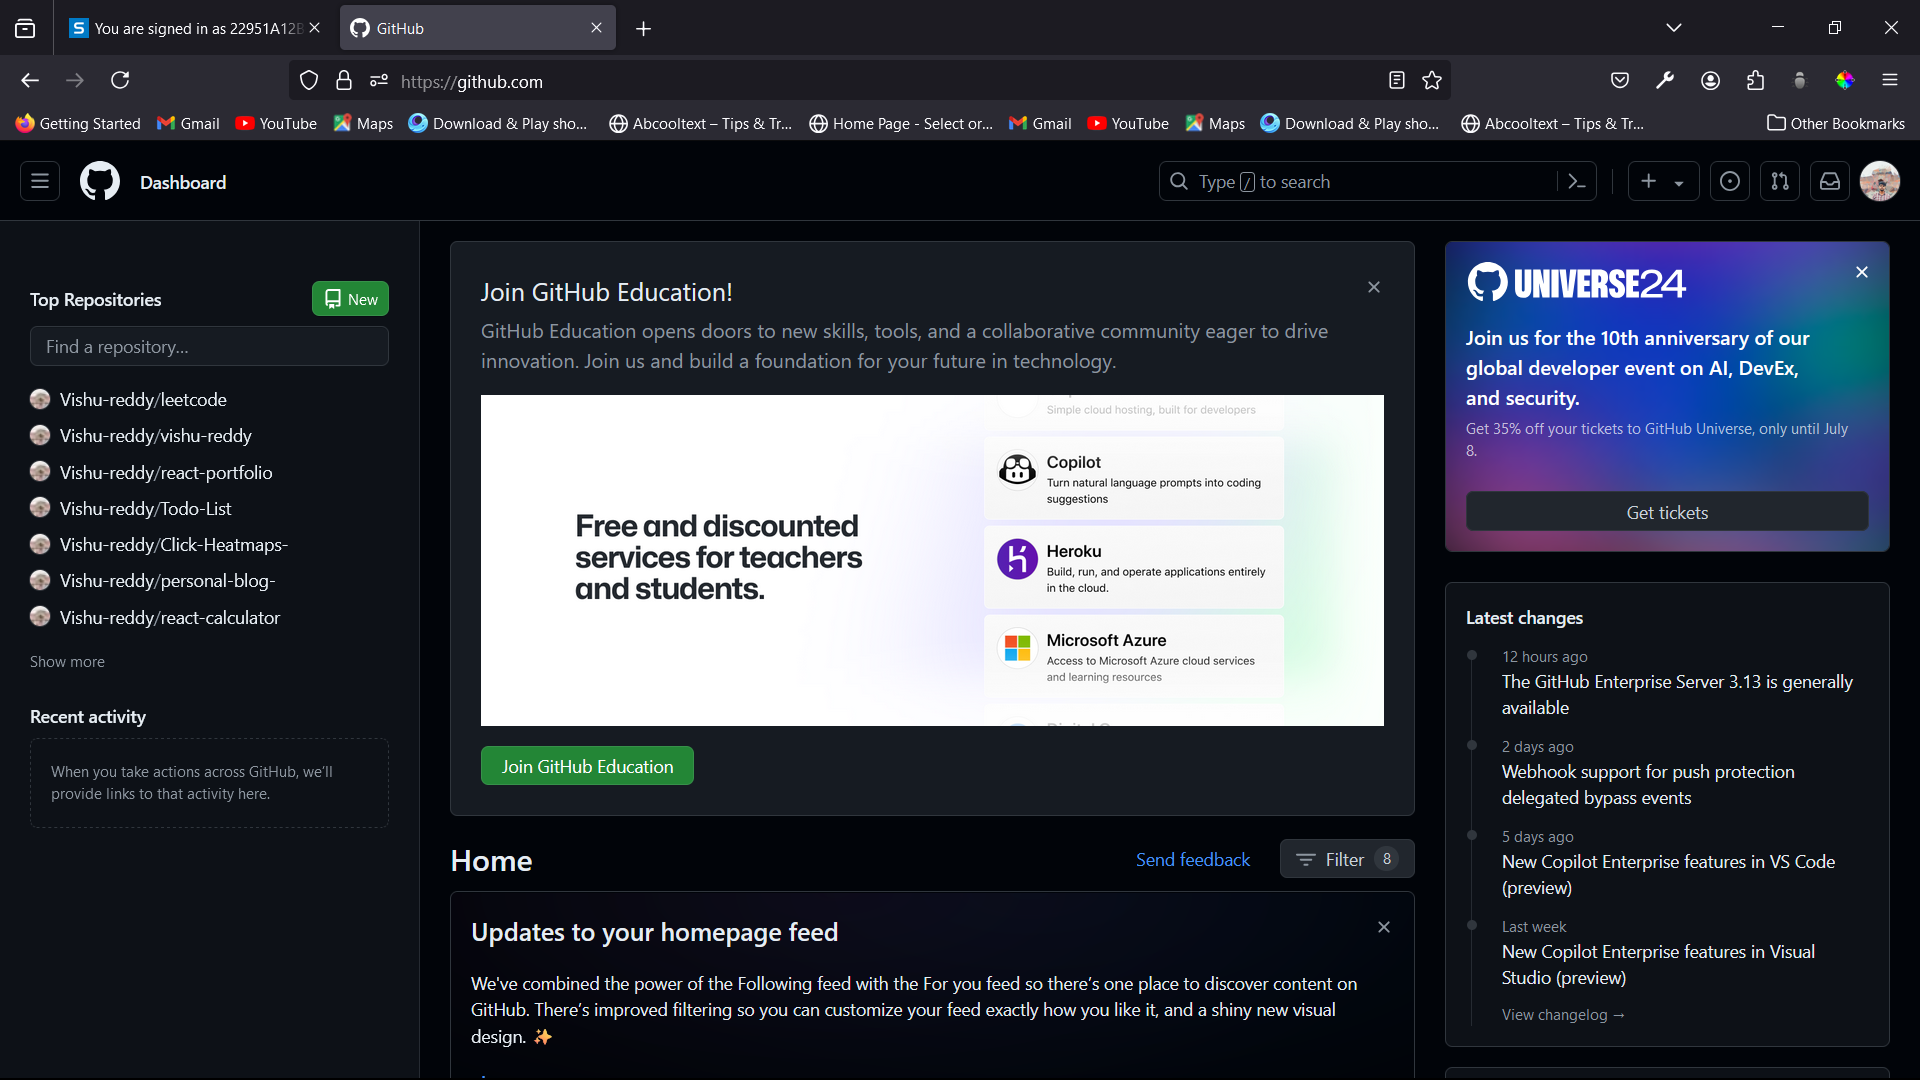 You are signed in as 22951A12B
GitHub
https://github.com
Getting Started
Gmail
YouTube
Maps
Download & Play sho...
Abcooltext – Tips & Tr...
Home Page - Select or...
Gmail
YouTube
Maps
Download & Play sho...
Abcooltext – Tips & Tr...
Other Bookmarks
Dashboard
Type / to search
Top Repositories
New
Find a repository...
Vishu-reddy/leetcode
Vishu-reddy/vishu-reddy
Vishu-reddy/react-portfolio
Vishu-reddy/Todo-List
Vishu-reddy/Click-Heatmaps-
Vishu-reddy/personal-blog-
Vishu-reddy/react-calculator
Show more
Recent activity
When you take actions across GitHub, we'll
provide links to that activity here.
Join GitHub Education!
GitHub Education opens doors to new skills, tools, and a collaborative community eager to drive
innovation. Join us and build a foundation for your future in technology.
Free and discounted
services for teachers
and students.
Simple cloud hosting, built for developers
Copilot
Turn natural language prompts into coding
suggestions
Heroku
Build, run, and operate applications entirely
in the cloud.
Microsoft Azure
Access to Microsoft Azure cloud services
and learning resources
Join GitHub Education
Home
Send feedback
Filter 8
Updates to your homepage feed
We've combined the power of the Following feed with the For you feed so there's one place to discover content on
GitHub. There's improved filtering so you can customize your feed exactly how you like it, and a shiny new visual
design. ✨
UNIVERSE24
Join us for the 10th anniversary of our
global developer event on AI, DevEx,
and security.
Get 35% off your tickets to GitHub Universe, only until July
8.
Get tickets
Latest changes
12 hours ago
The GitHub Enterprise Server 3.13 is generally
available
2 days ago
Webhook support for push protection
delegated bypass events
5 days ago
New Copilot Enterprise features in VS Code
(preview)
Last week
New Copilot Enterprise features in Visual
Studio (preview)
View changelog →